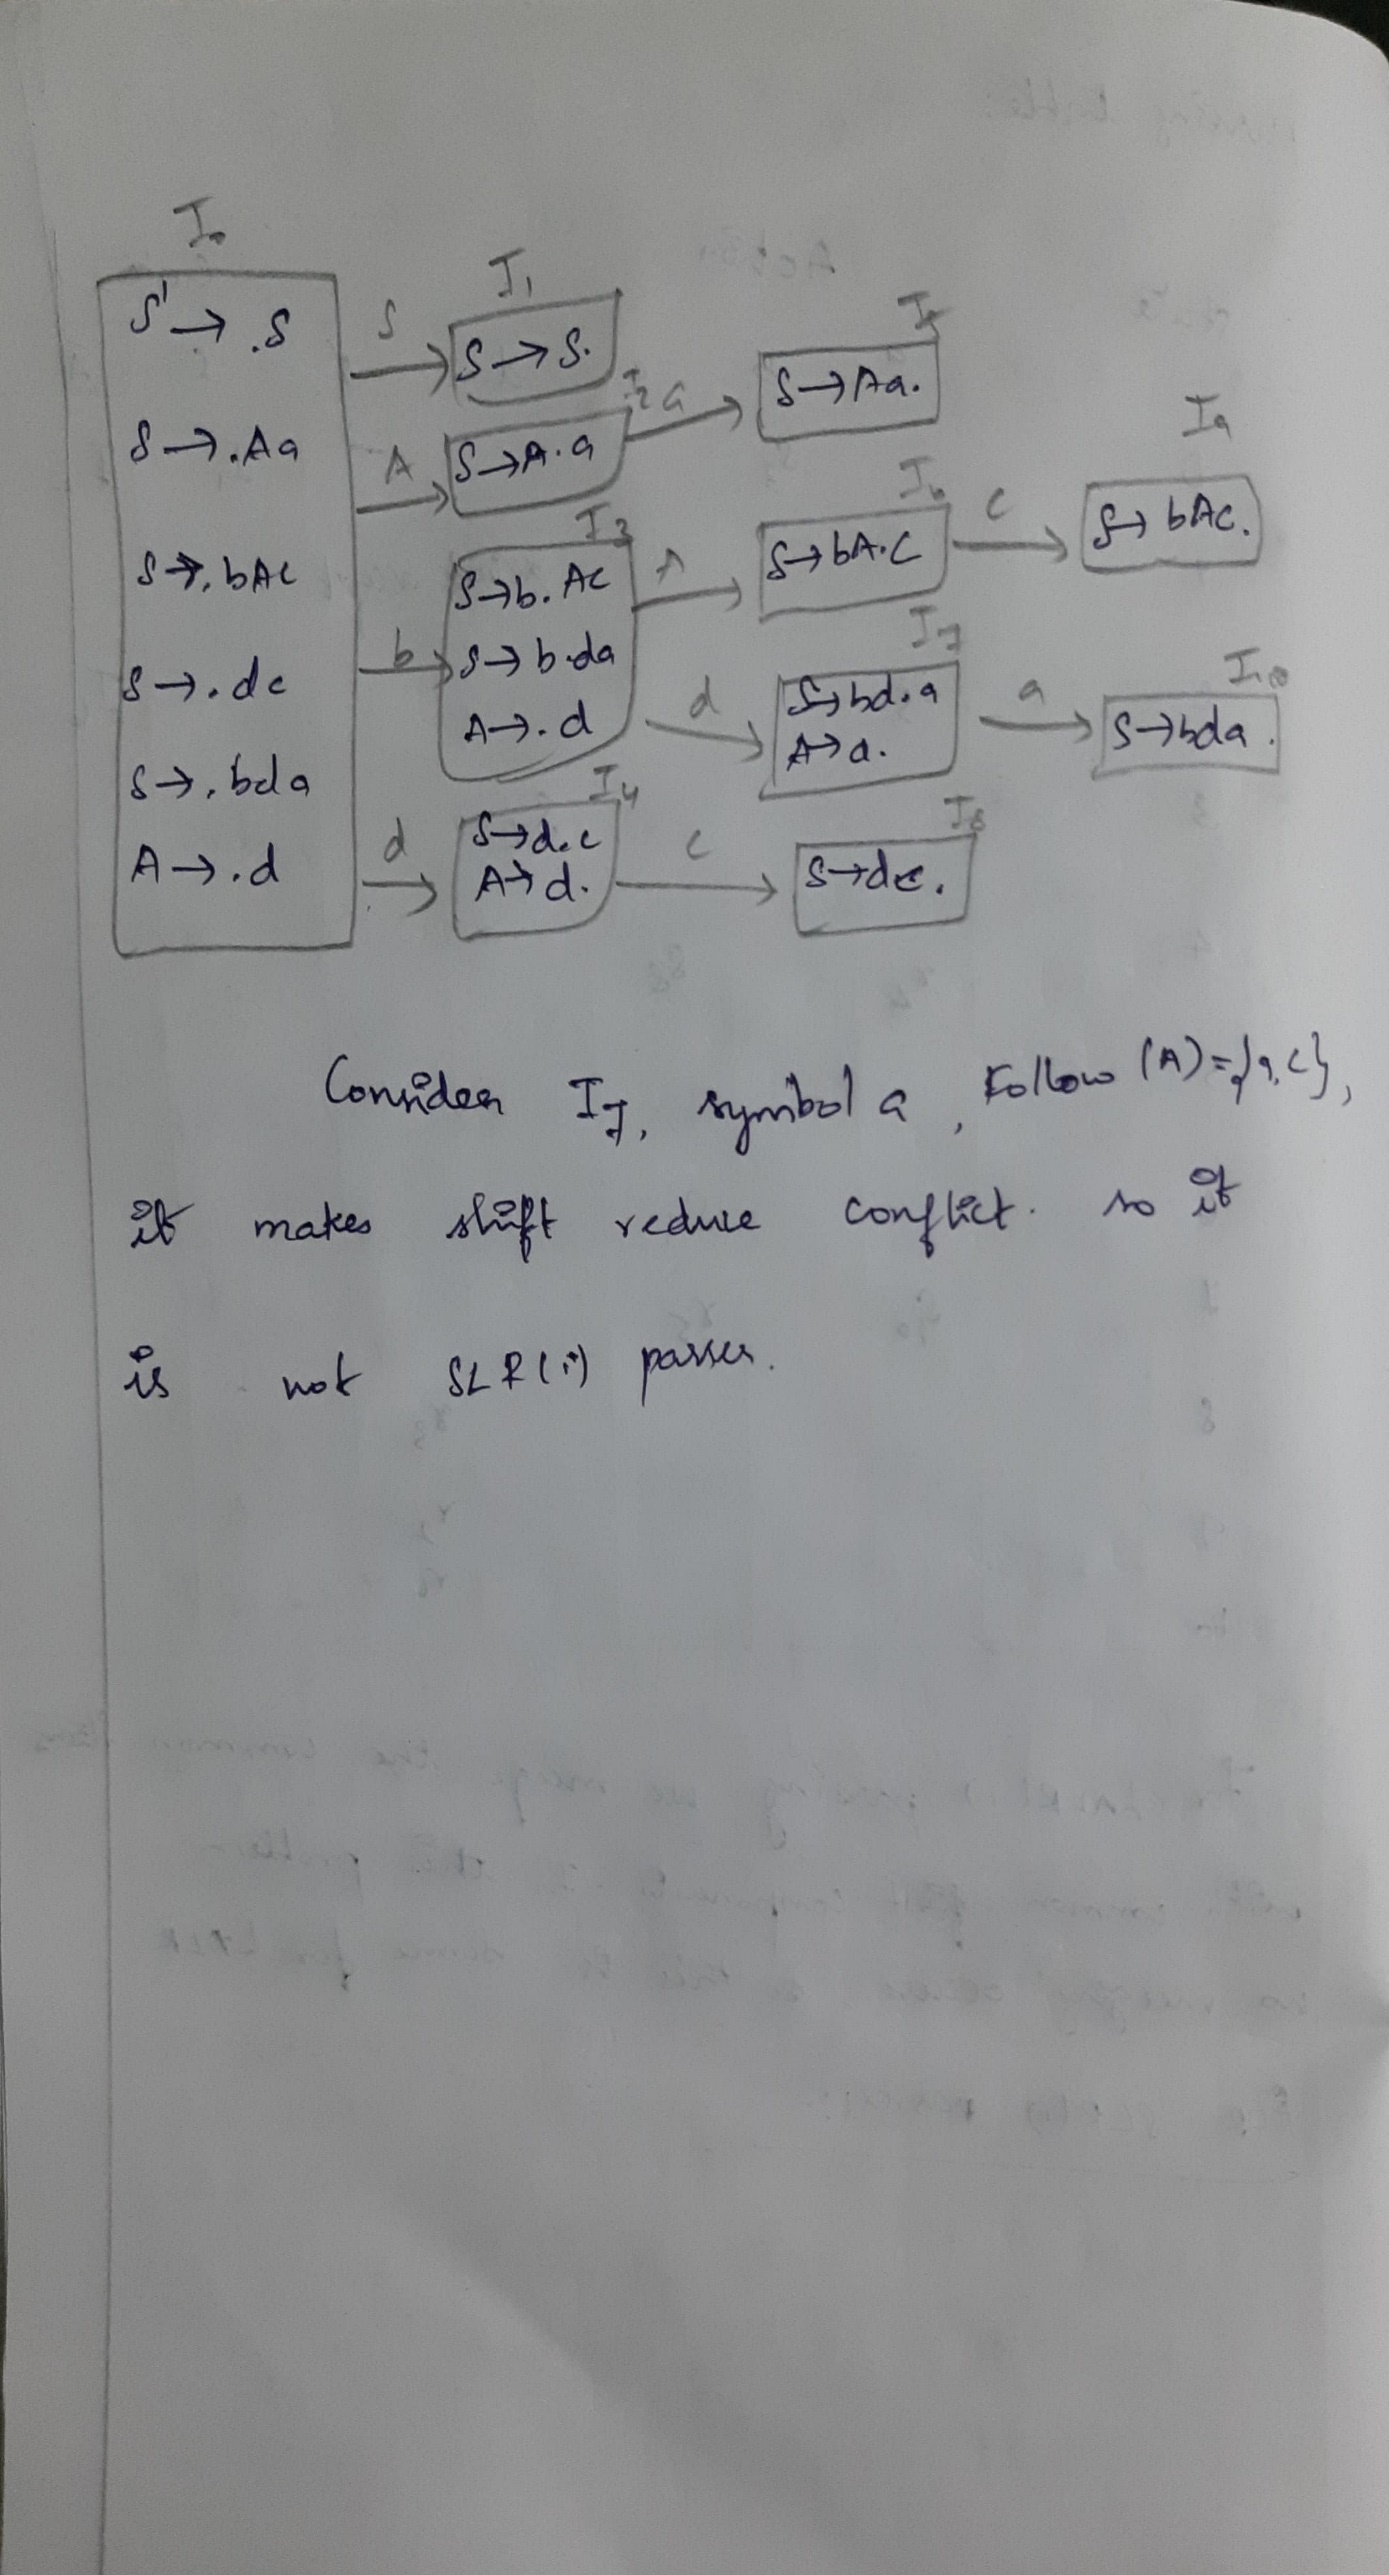 I₀
S' → .S
S → .Aa
S → .bAc
S → .dc
S → .bda
A → .d
S
I₁
S → S.
A
I₂
S → A.a
a
I₅
S → Aa.
b
I₃
S → b.Ac
S → b.da
A → .d
A
I₆
S → bA.c
c
I₉
S → bAc.
d
I₇
S → bd.a
A → a.
a
I₁₀
S → bda.
d
I₄
S → d.c
A → d.
c
I₈
S → dc.
Consider I₇, symbol a, Follow (A) = {a, c},
it makes shift reduce conflict. so it
is not SLR(1) parser.